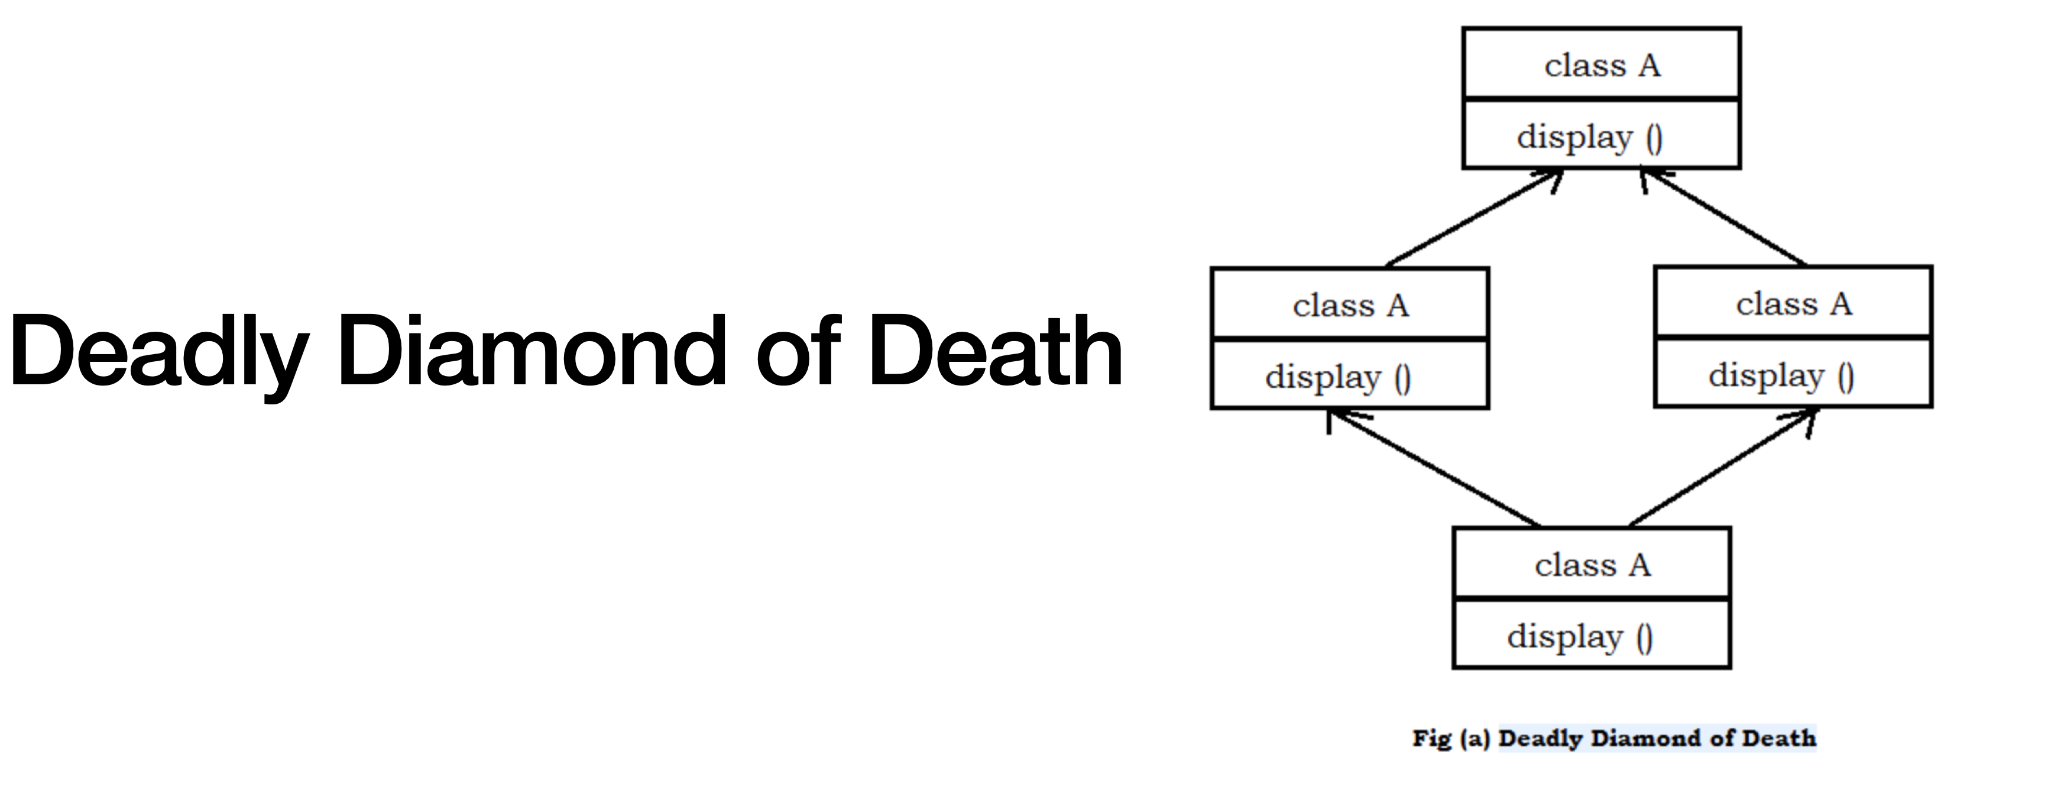 Deadly Diamond of Death
class A
display ()
class A
display ()
class A
display ()
class A
display ()
Fig (a) Deadly Diamond of Death